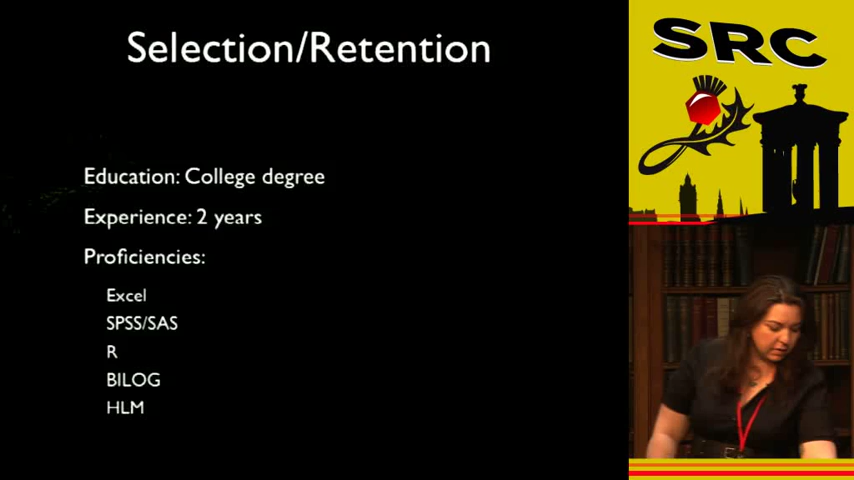 Selection/Retention
SRC
Education: College degree
Experience: 2 years
Proficiencies:
Excel
SPSS/SAS
R
BILOG
HLM